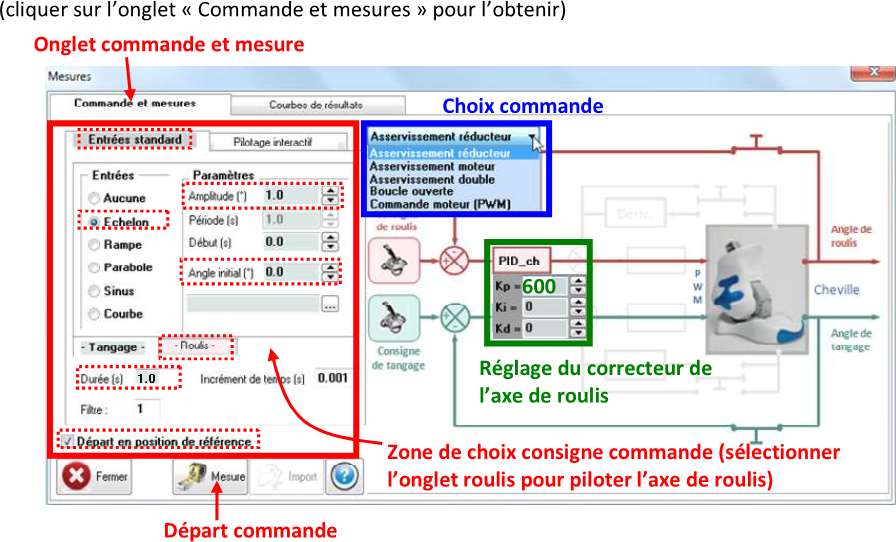 (cliquer sur l'onglet « Commande et mesures » pour l'obtenir)
Onglet commande et mesure
Mesures
Commande et mesures
Courbes de résultats
Choix commande
Entrées standard
Pilotage interactif
Asservissement réducteur
Asservissement réducteur
Asservissement moteur
Asservissement double
Boucle ouverte
Commande moteur (PWM)
Entrées
Paramètres
Aucune
Amplitude (°) 1.0
Echelon
Période (s) 1.0
Rampe
Début (s) 0.0
Parabole
Angle initial (°) 0.0
Sinus
...
Courbe
de roulis
Dériv.
Angle de
roulis
PID_ch
Kp = 600
Ki = 0
Kd = 0
P
W
M
Cheville
Consigne
de tangage
Angle de
tangage
- Tangage -
- Roulis -
Durée (s) 1.0
Incrément de temps (s) 0.001
Filtre : 1
Réglage du correcteur de
l'axe de roulis
Départ en position de référence
Zone de choix consigne commande (sélectionner
l'onglet roulis pour piloter l'axe de roulis)
Fermer
Mesure
Import
?
Départ commande